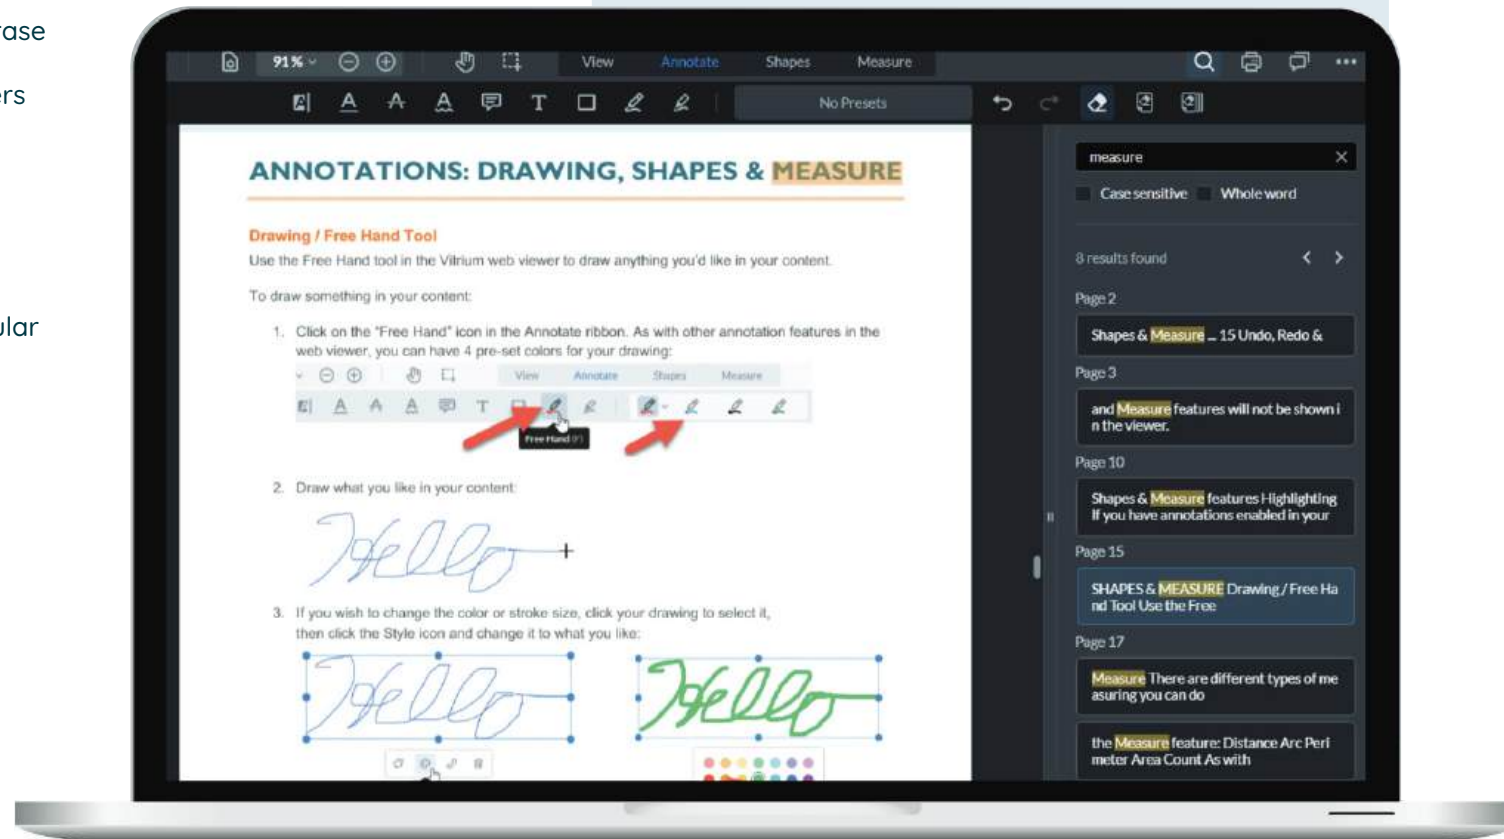 91%
View
Annotate
Shapes
Measure
T
No Presets
ANNOTATIONS: DRAWING, SHAPES & MEASURE
Drawing / Free Hand Tool
Use the Free Hand tool in the Vitrium web viewer to draw anything you'd like in your content.
To draw something in your content:
1. Click on the "Free Hand" icon in the Annotate ribbon. As with other annotation features in the
web viewer, you can have 4 pre-set colors for your drawing:
View
Annotate
Shapes
Measure
T
Free Hand (F)
2. Draw what you like in your content:
Hello
3. If you wish to change the color or stroke size, click your drawing to select it,
then click the Style icon and change it to what you like:
Hello
Hello
measure
Case sensitive
Whole word
8 results found
Page 2
Shapes & Measure ... 15 Undo, Redo &
Page 3
and Measure features will not be shown i
n the viewer.
Page 10
Shapes & Measure features Highlighting
If you have annotations enabled in your
Page 15
SHAPES & MEASURE Drawing / Free Ha
nd Tool Use the Free
Page 17
Measure There are different types of me
asuring you can do
the Measure feature: Distance Arc Peri
meter Area Count As with